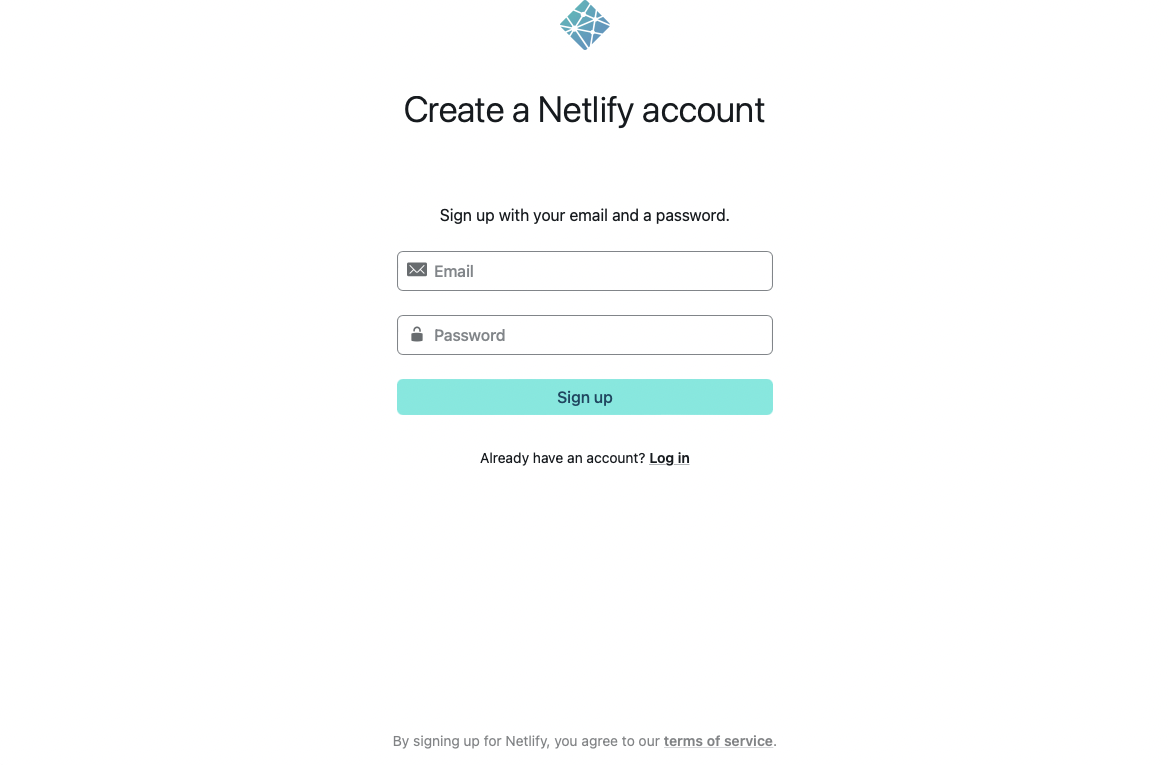 Create a Netlify account
Sign up with your email and a password.
Email
Password
Sign up
Already have an account? Log in
By signing up for Netlify, you agree to our terms of service.